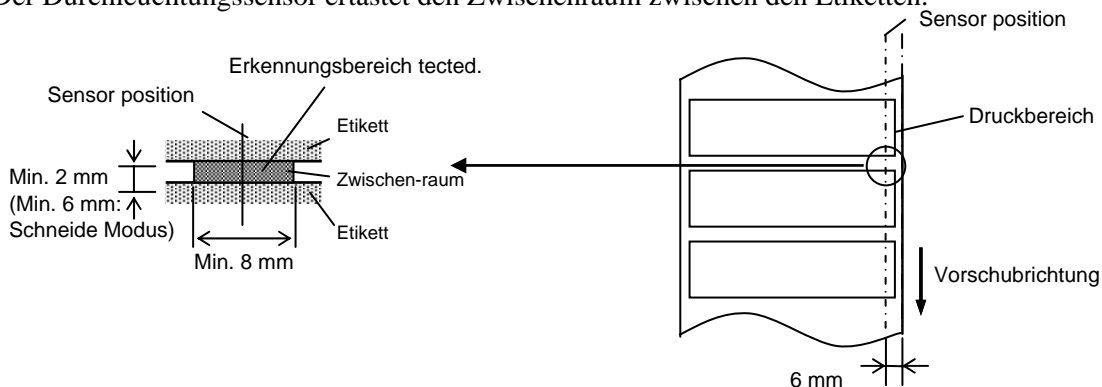 Der Durchleuchtungssensor ertastet den Zwischenraum zwischen den Etiketten.
Sensor position
Erkennungsbereich tected.
Sensor position
Etikett
Druckbereich
Min. 2 mm
(Min. 6 mm:
Schneide Modus)
Zwischen-raum
Etikett
Min. 8 mm
Vorschubrichtung
6 mm